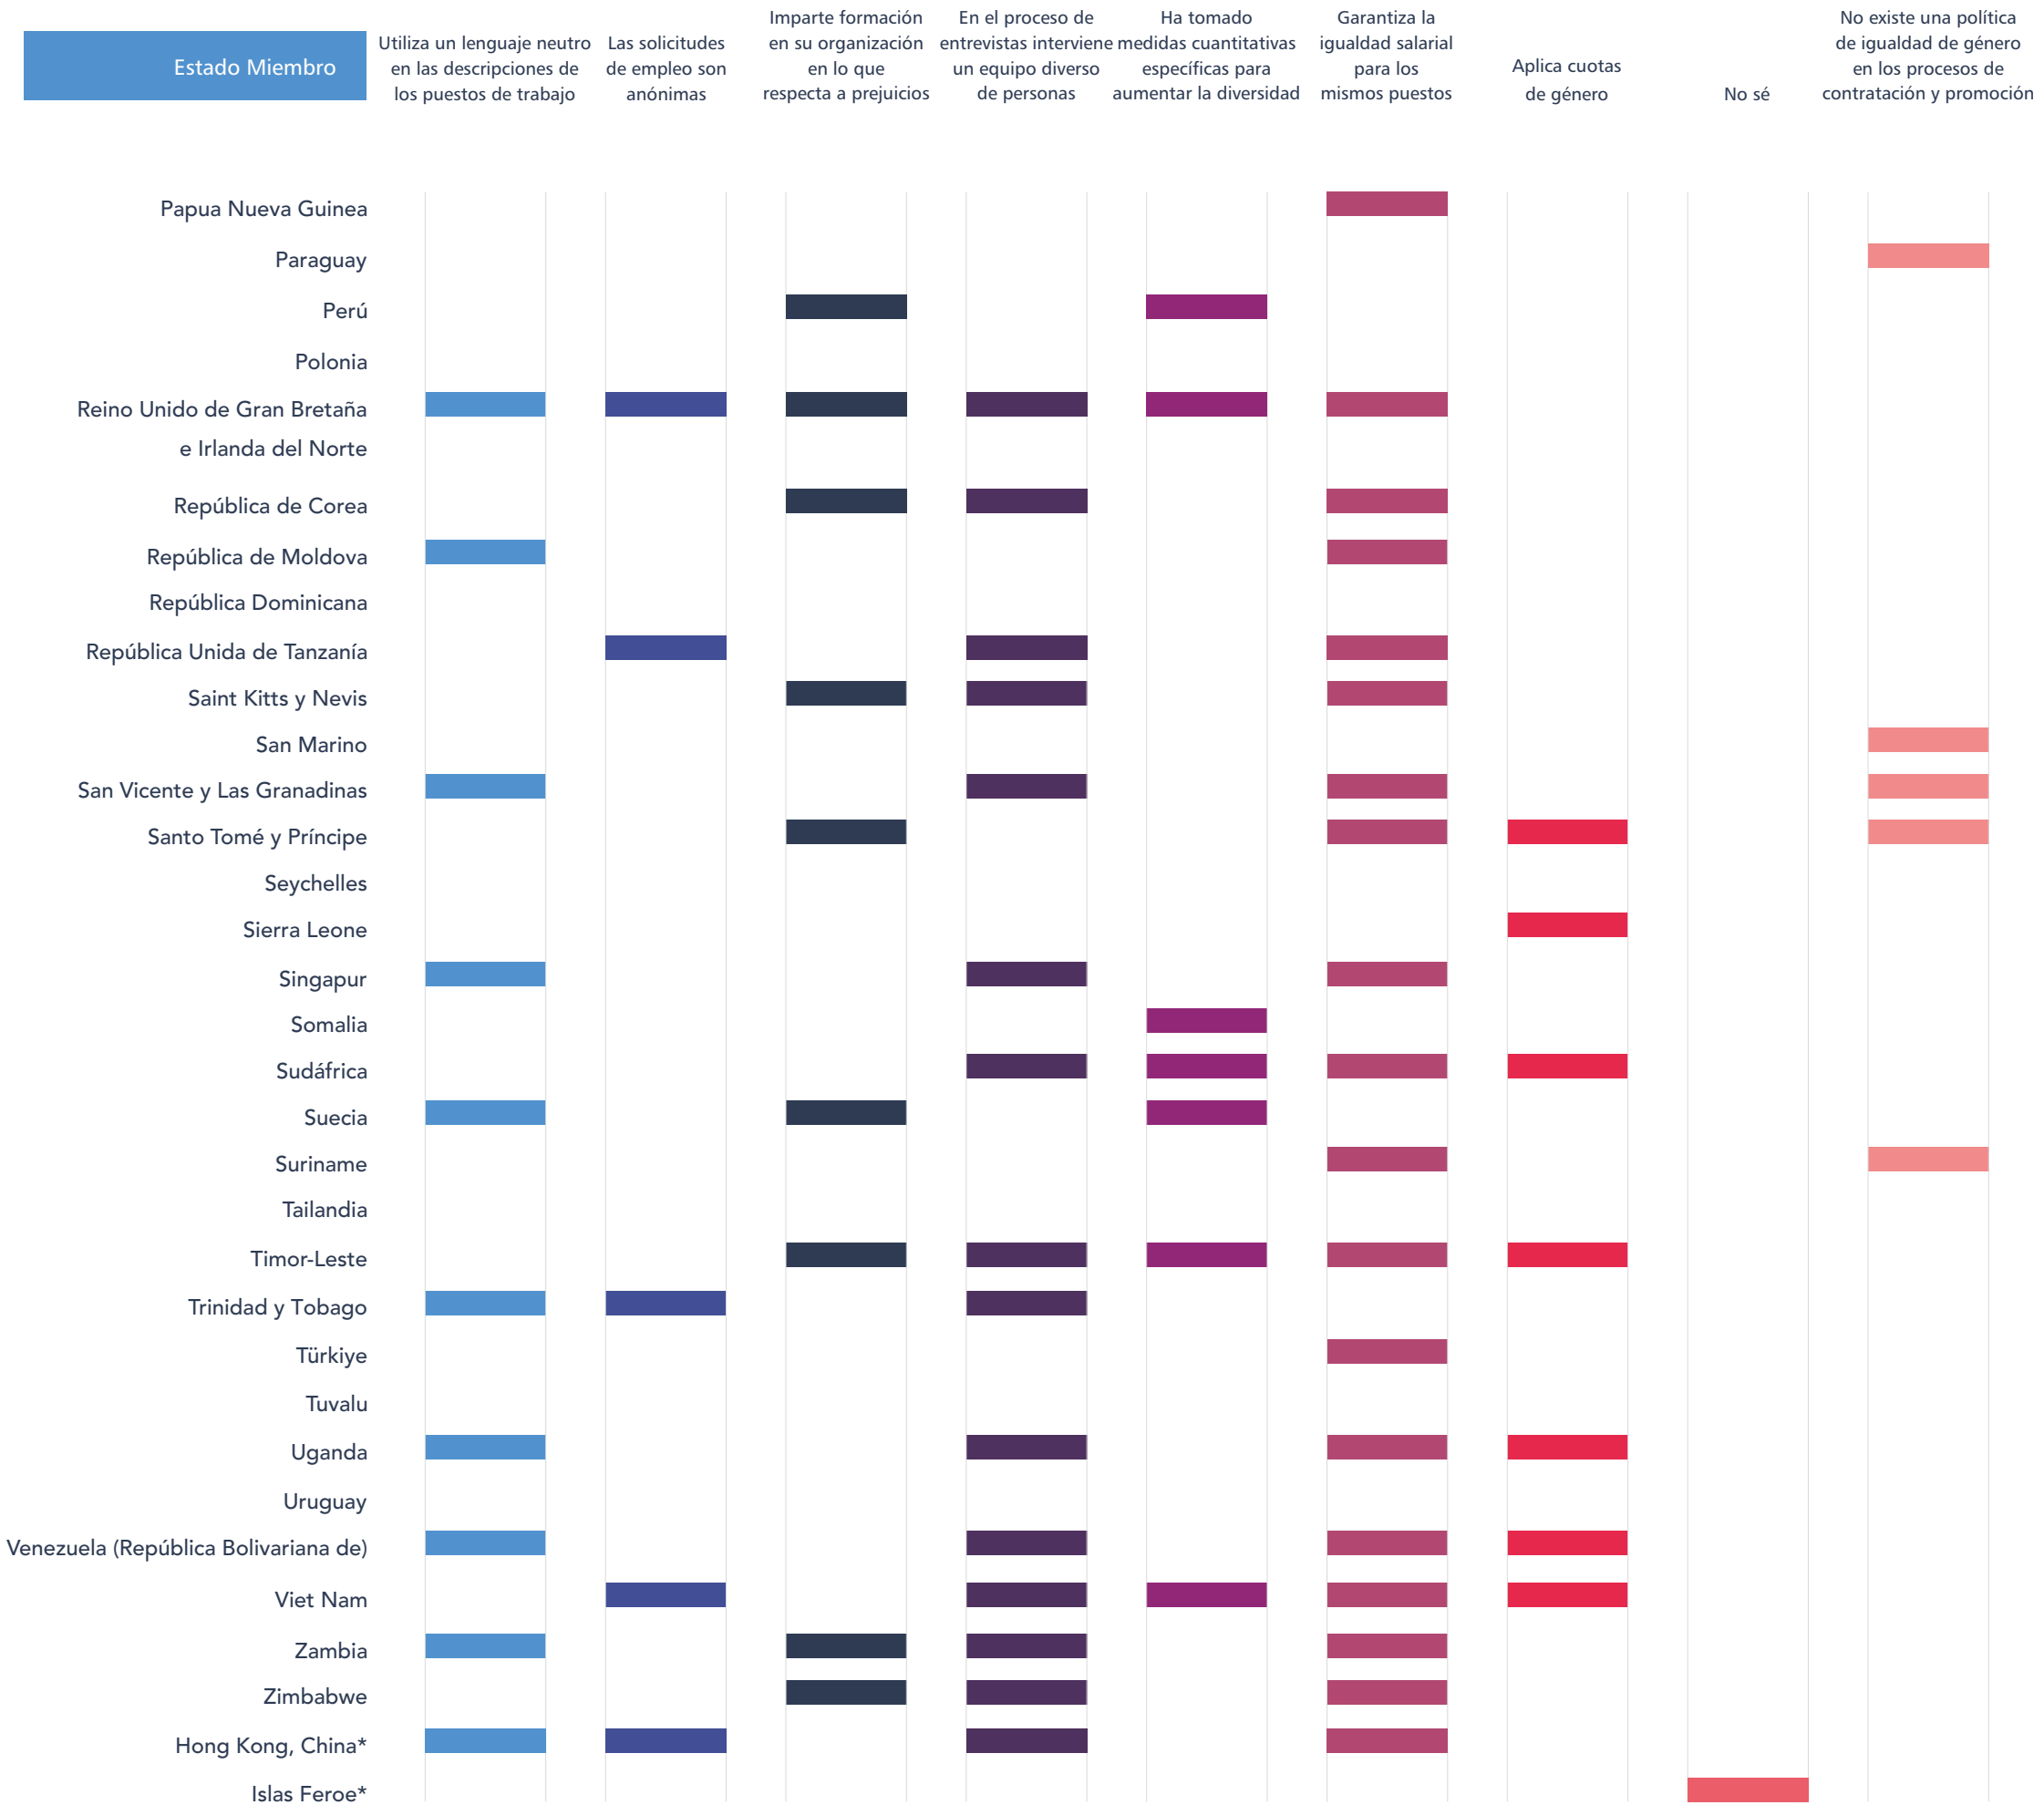 Estado Miembro
Utiliza un lenguaje neutro
en las descripciones de
los puestos de trabajo
Las solicitudes
de empleo son
anónimas
Imparte formación
en su organización
en lo que
respecta a prejuicios
En el proceso de
entrevistas interviene
un equipo diverso
de personas
Ha tomado
medidas cuantitativas
específicas para
aumentar la diversidad
Garantiza la
igualdad salarial
para los
mismos puestos
Aplica cuotas
de género
No sé
No existe una política
de igualdad de género
en los procesos de
contratación y promoción
Papua Nueva Guinea
Paraguay
Perú
Polonia
Reino Unido de Gran Bretaña
e Irlanda del Norte
República de Corea
República de Moldova
República Dominicana
República Unida de Tanzanía
Saint Kitts y Nevis
San Marino
San Vicente y Las Granadinas
Santo Tomé y Príncipe
Seychelles
Sierra Leone
Singapur
Somalia
Sudáfrica
Suecia
Suriname
Tailandia
Timor-Leste
Trinidad y Tobago
Türkiye
Tuvalu
Uganda
Uruguay
Venezuela (República Bolivariana de)
Viet Nam
Zambia
Zimbabwe
Hong Kong, China*
Islas Feroe*